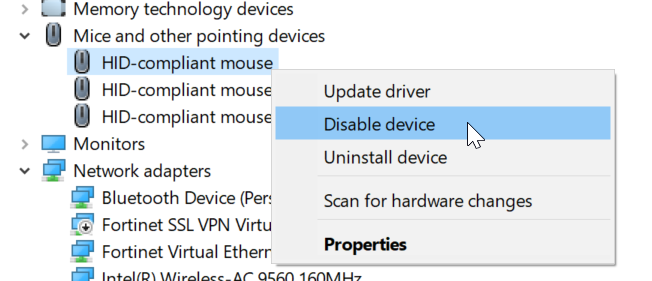 Memory technology devices
Mice and other pointing devices
HID-compliant mouse
HID-compliant mouse
HID-compliant mouse
Monitors
Network adapters
Bluetooth Device (Pers
Fortinet SSL VPN Virtu
Fortinet Virtual Ethern
Intel(R) Wireless-AC 9560 160MHz
Update driver
Disable device
Uninstall device
Scan for hardware changes
Properties